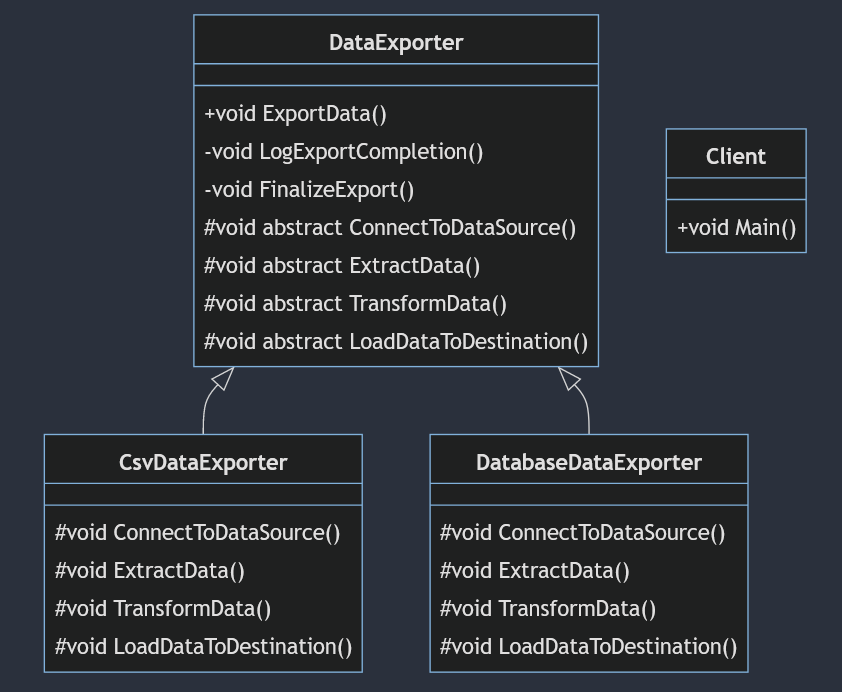 DataExporter
+void ExportData()
-void LogExportCompletion()
-void FinalizeExport()
#void abstract ConnectToDataSource()
#void abstract ExtractData()
#void abstract TransformData()
#void abstract LoadDataToDestination()
Client
+void Main()
CsvDataExporter
#void ConnectToDataSource()
#void ExtractData()
#void TransformData()
#void LoadDataToDestination()
DatabaseDataExporter
#void ConnectToDataSource()
#void ExtractData()
#void TransformData()
#void LoadDataToDestination()